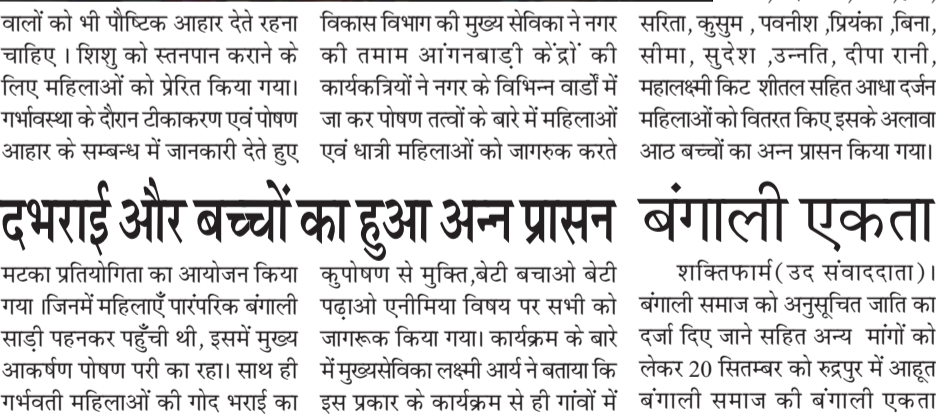 वालों को भी पौष्टिक आहार देते रहना
चाहिए । शिशु को स्तनपान कराने के
लिए महिलाओं को प्रेरित किया गया।
गर्भावस्था के दौरान टीकाकरण एवं पोषण
आहार के सम्बन्ध में जानकारी देते हुए
विकास विभाग की मुख्य सेविका ने नगर
की तमाम आंगनबाड़ी केंद्रों की
कार्यकत्रियों ने नगर के विभिन्न वार्डों में
जा कर पोषण तत्वों के बारे में महिलाओं
एवं धात्री महिलाओं को जागरुक करते
सरिता, कुसुम , पवनीश ,प्रियंका ,बिना,
सीमा, सुदेश ,उन्नति, दीपा रानी,
महालक्ष्मी किट शीतल सहित आधा दर्जन
महिलाओं को वितरत किए इसके अलावा
आठ बच्चों का अन्न प्रासन किया गया।
दभराई और बच्चों का हुआ अन्न प्रासन
मटका प्रतियोगिता का आयोजन किया
गया ।जिनमें महिलाएँ पारंपरिक बंगाली
साड़ी पहनकर पहुँची थी, इसमें मुख्य
आकर्षण पोषण परी का रहा। साथ ही
गर्भवती महिलाओं की गोद भराई का
कुपोषण से मुक्ति,बेटी बचाओ बेटी
पढ़ाओ एनीमिया विषय पर सभी को
जागरूक किया गया। कार्यक्रम के बारे
में मुख्यसेविका लक्ष्मी आर्य ने बताया कि
इस प्रकार के कार्यक्रम से ही गांवों में
बंगाली एकता
शक्तिफार्म(उद संवाददाता)।
बंगाली समाज को अनुसूचित जाति का
दर्जा दिए जाने सहित अन्य मांगों को
लेकर 20 सितम्बर को रुद्रपुर में आहूत
बंगाली समाज की बंगाली एकता